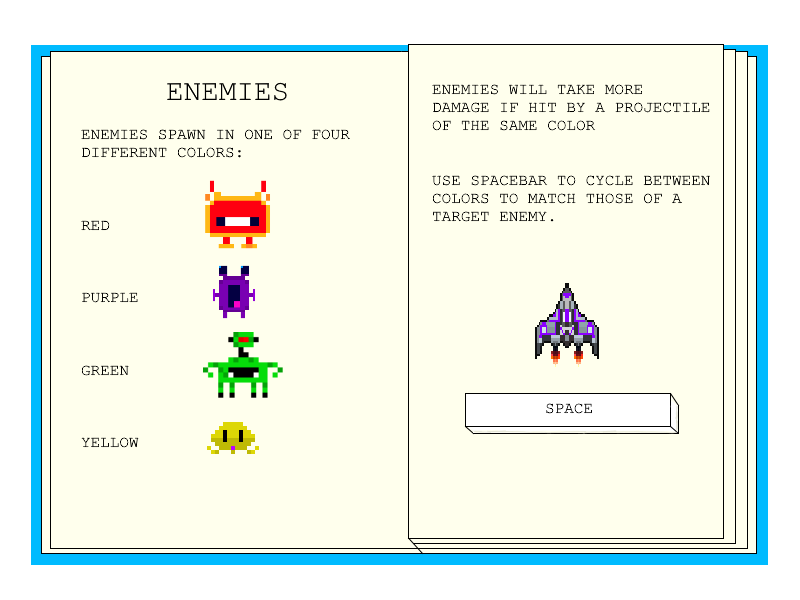 ENEMIES
ENEMIES SPAWN IN ONE OF FOUR
DIFFERENT COLORS:
RED
PURPLE
GREEN
YELLOW
ENEMIES WILL TAKE MORE
DAMAGE IF HIT BY A PROJECTILE
OF THE SAME COLOR
USE SPACEBAR TO CYCLE BETWEEN
COLORS TO MATCH THOSE OF A
TARGET ENEMY.
SPACE